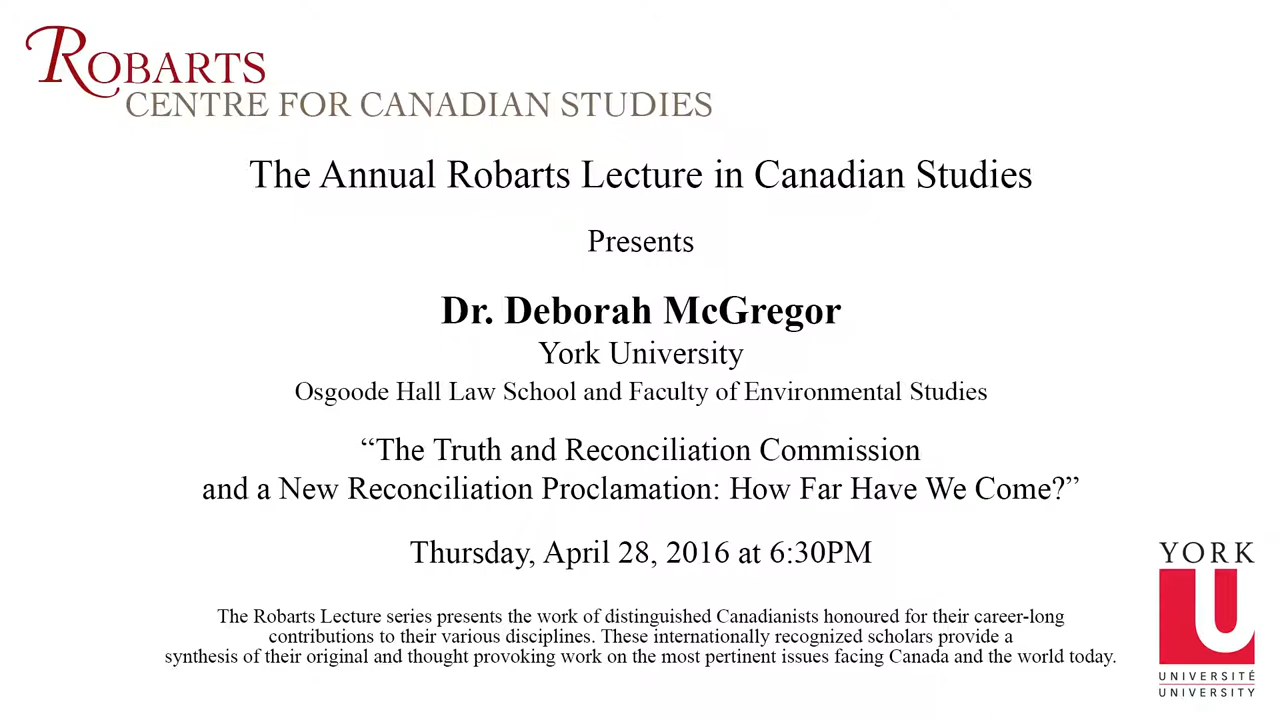 ROBARTS
CENTRE FOR CANADIAN STUDIES
The Annual Robarts Lecture in Canadian Studies
Presents
Dr. Deborah McGregor
York University
Osgoode Hall Law School and Faculty of Environmental Studies
“The Truth and Reconciliation Commission
and a New Reconciliation Proclamation: How Far Have We Come?”
Thursday, April 28, 2016 at 6:30PM
The Robarts Lecture series presents the work of distinguished Canadianists honoured for their career-long
contributions to their various disciplines. These internationally recognized scholars provide a
synthesis of their original and thought provoking work on the most pertinent issues facing Canada and the world today.
YORK
U
UNIVERSITÉ
UNIVERSITY